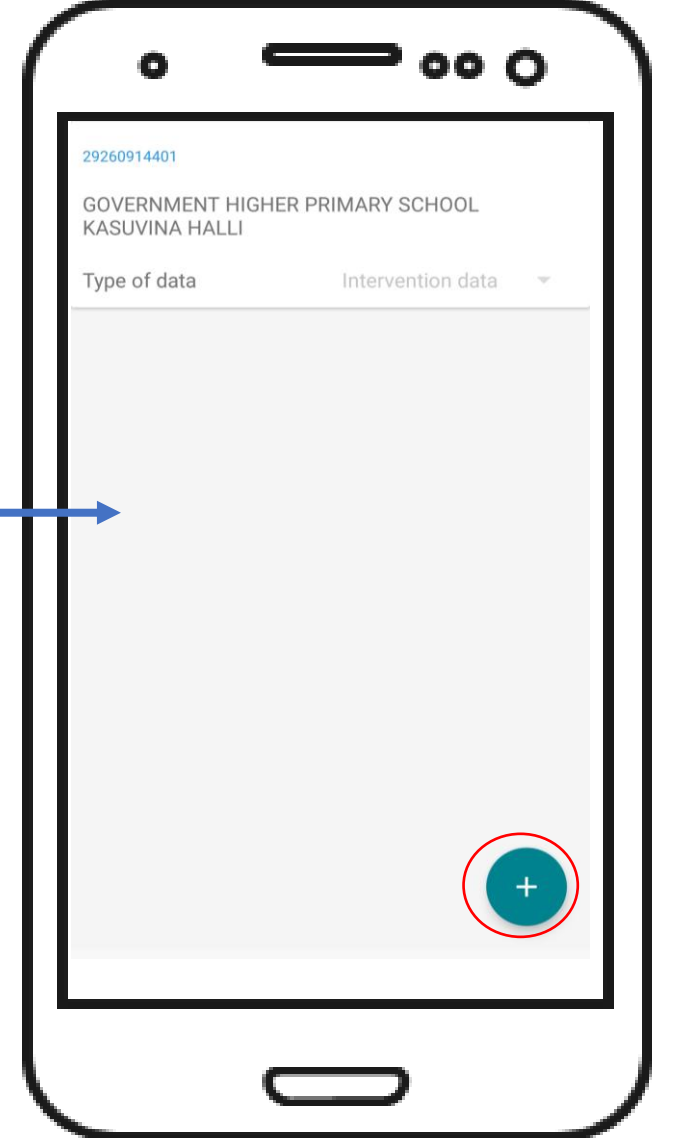 29260914401
GOVERNMENT HIGHER PRIMARY SCHOOL
KASUVINA HALLI
Type of data Intervention data
+